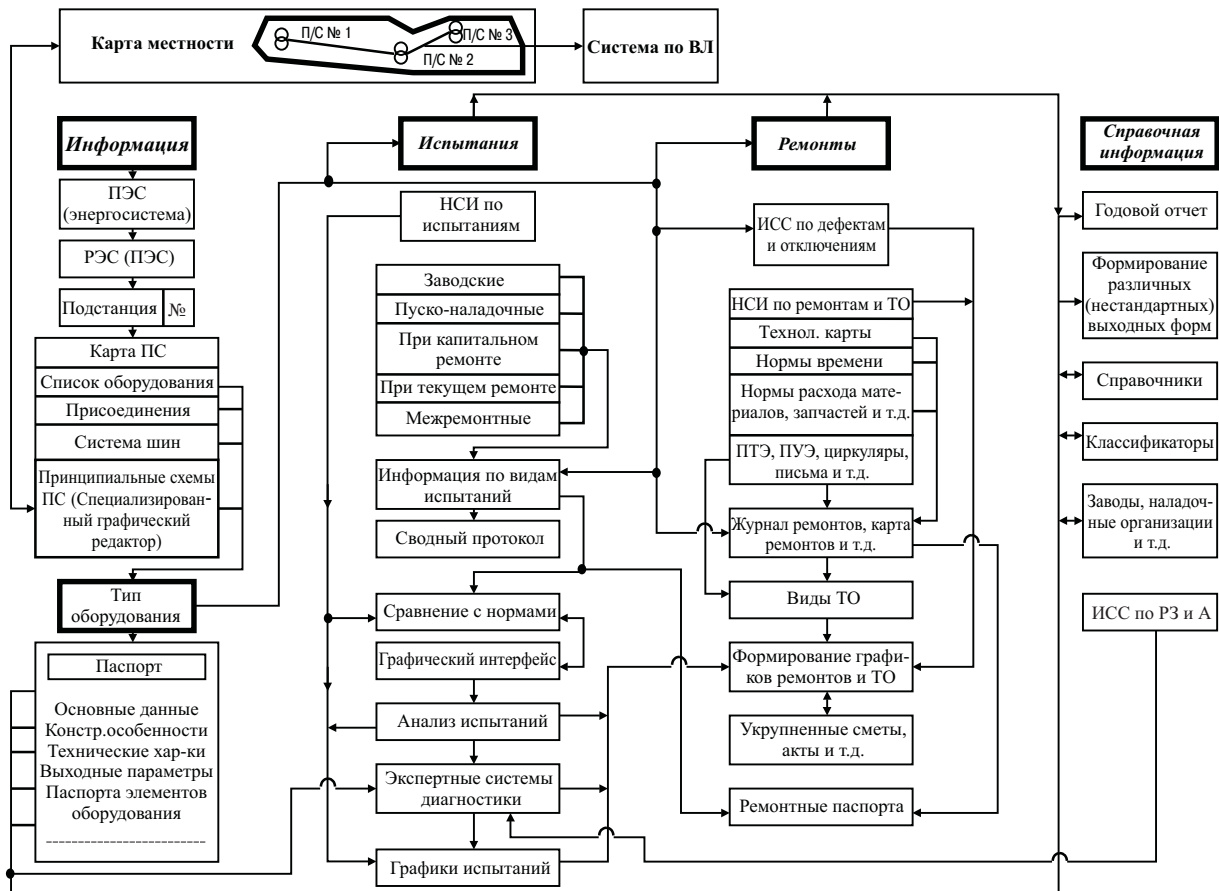 Карта местности
П/С № 1
П/С № 2
П/С № 3
Система по ВЛ
Информация
ПЭС
(энергосистема)
РЭС (ПЭС)
Подстанция №
Карта ПС
Список оборудования
Присоединения
Система шин
Принципиальные схемы
ПС (Специализирован-
ный графический
редактор)
Тип
оборудования
Паспорт
Основные данные
Констр.особенности
Технические хар-ки
Выходные параметры
Паспорта элементов
оборудования
Испытания
НСИ по
испытаниям
Заводские
Пуско-наладочные
При капитальном
ремонте
При текущем ремонте
Межремонтные
Информация по видам
испытаний
Сводный протокол
Сравнение с нормами
Графический интерфейс
Анализ испытаний
Экспертные системы
диагностики
Графики испытаний
Ремонты
ИСС по дефектам
и отключениям
НСИ по ремонтам и ТО
Технол. карты
Нормы времени
Нормы расхода мате-
риалов, запчастей и т.д.
ПТЭ, ПУЭ, циркуляры,
письма и т.д.
Журнал ремонтов, карта
ремонтов и т.д.
Виды ТО
Формирование графи-
ков ремонтов и ТО
Укрупненные сметы,
акты и т.д.
Ремонтные паспорта
Справочная
информация
Годовой отчет
Формирование
различных
(нестандартных)
выходных форм
Справочники
Классификаторы
Заводы, наладоч-
ные организации
и т.д.
ИСС по РЗ и А